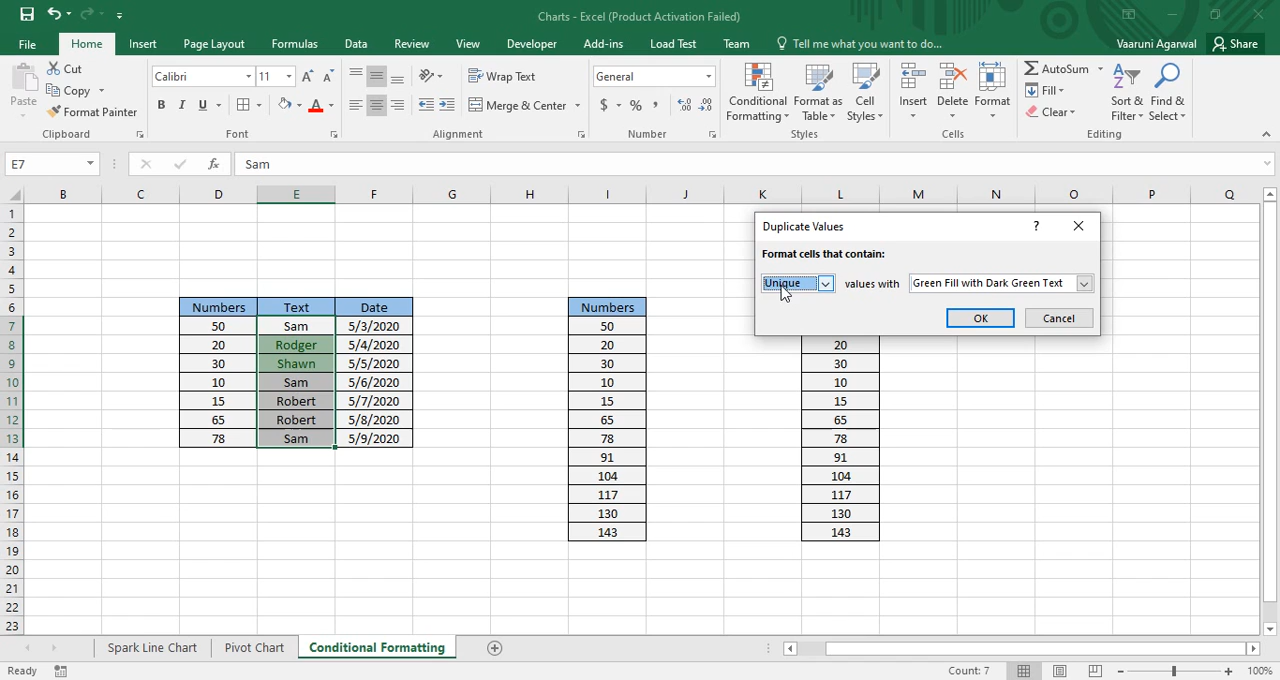 Charts - Excel (Product Activation Failed)
File Home Insert Page Layout Formulas Data Review View Developer Add-ins Load Test Team Tell me what you want to do... Vaaruni Agarwal Share
Paste
Cut
Copy
Format Painter
Clipboard
Calibri 11
B I U
Font
Wrap Text
Merge & Center
Alignment
General
$ % ,
Number
Conditional Formatting
Format as Table
Cell Styles
Styles
Insert
Delete
Format
Cells
AutoSum
Fill
Clear
Sort & Filter
Find & Select
Editing
E7 fx Sam
B C D E F G H I J K L M N O P Q
1
2
3
4
5
6 Numbers Text Date Numbers
7 50 Sam 5/3/2020 50
8 20 Rodger 5/4/2020 20 20
9 30 Shawn 5/5/2020 30 30
10 10 Sam 5/6/2020 10 10
11 15 Robert 5/7/2020 15 15
12 65 Robert 5/8/2020 65 65
13 78 Sam 5/9/2020 78 78
14 91 91
15 104 104
16 117 117
17 130 130
18 143 143
19
20
21
22
23
Duplicate Values ?
Format cells that contain:
Unique values with Green Fill with Dark Green Text
OK Cancel
Spark Line Chart Pivot Chart Conditional Formatting
Ready Count: 7 100%